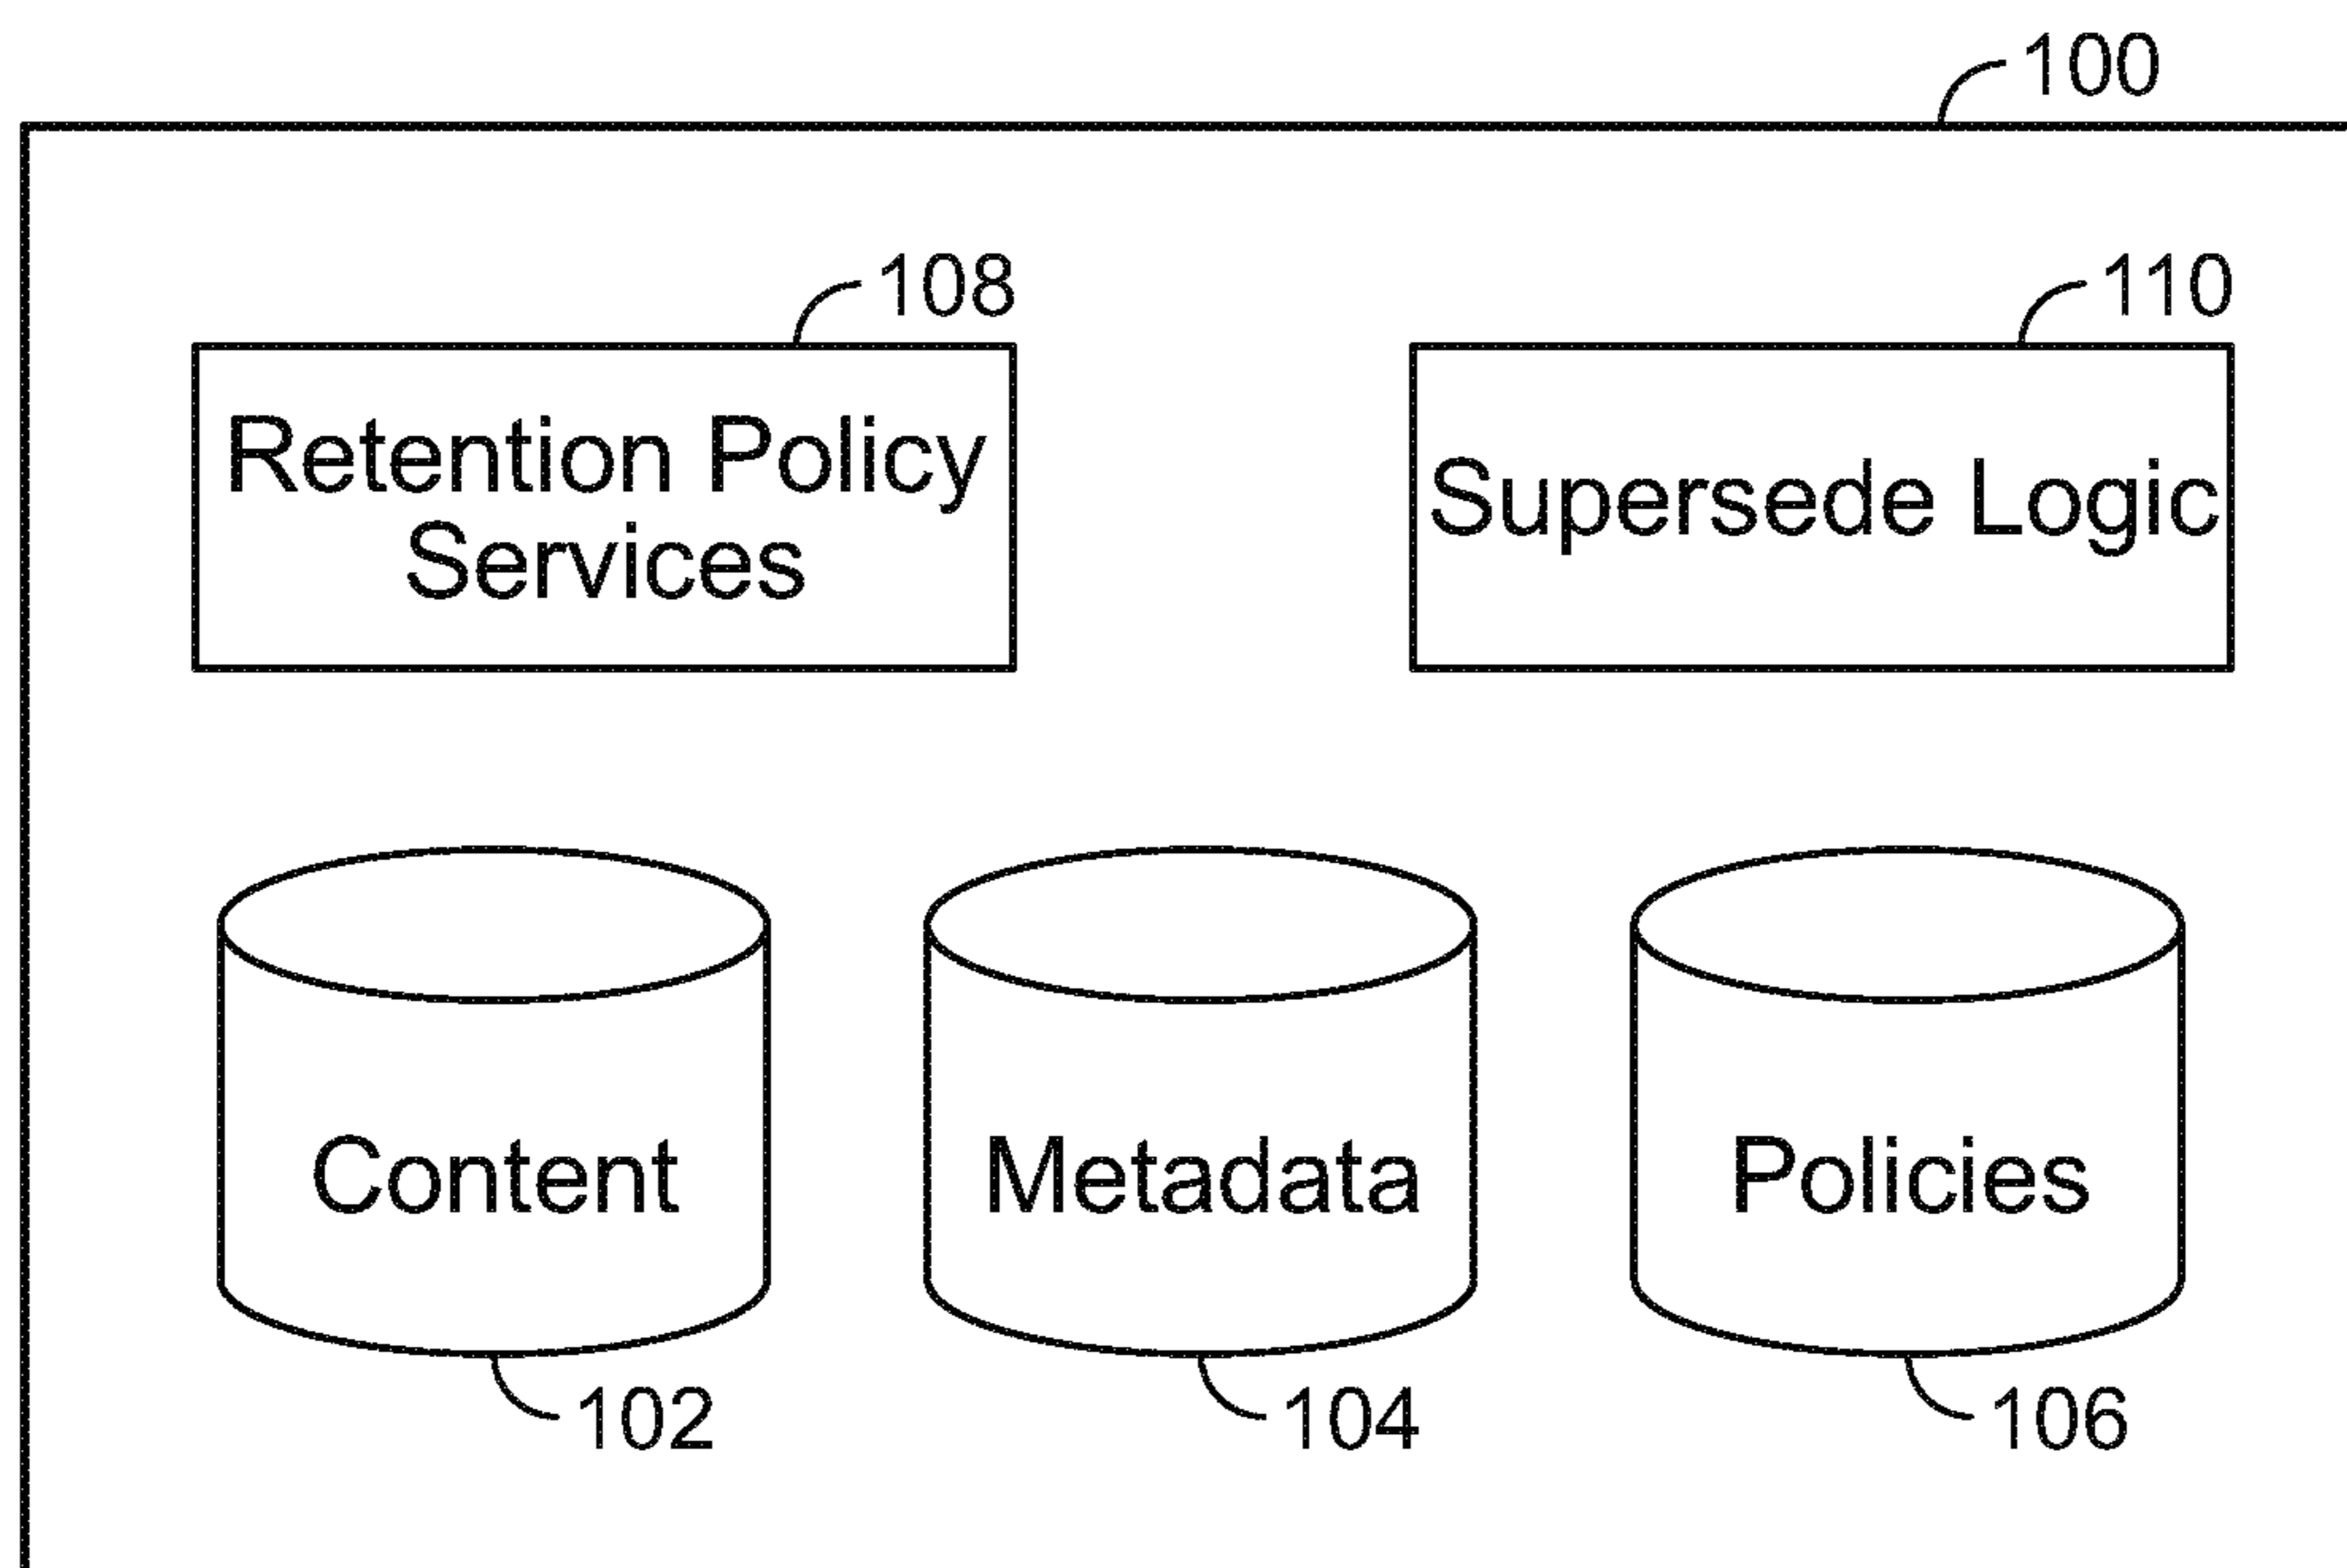 100
108
110
Retention Policy
Services
Supersede Logic
Content
Metadata
Policies
102
104
106